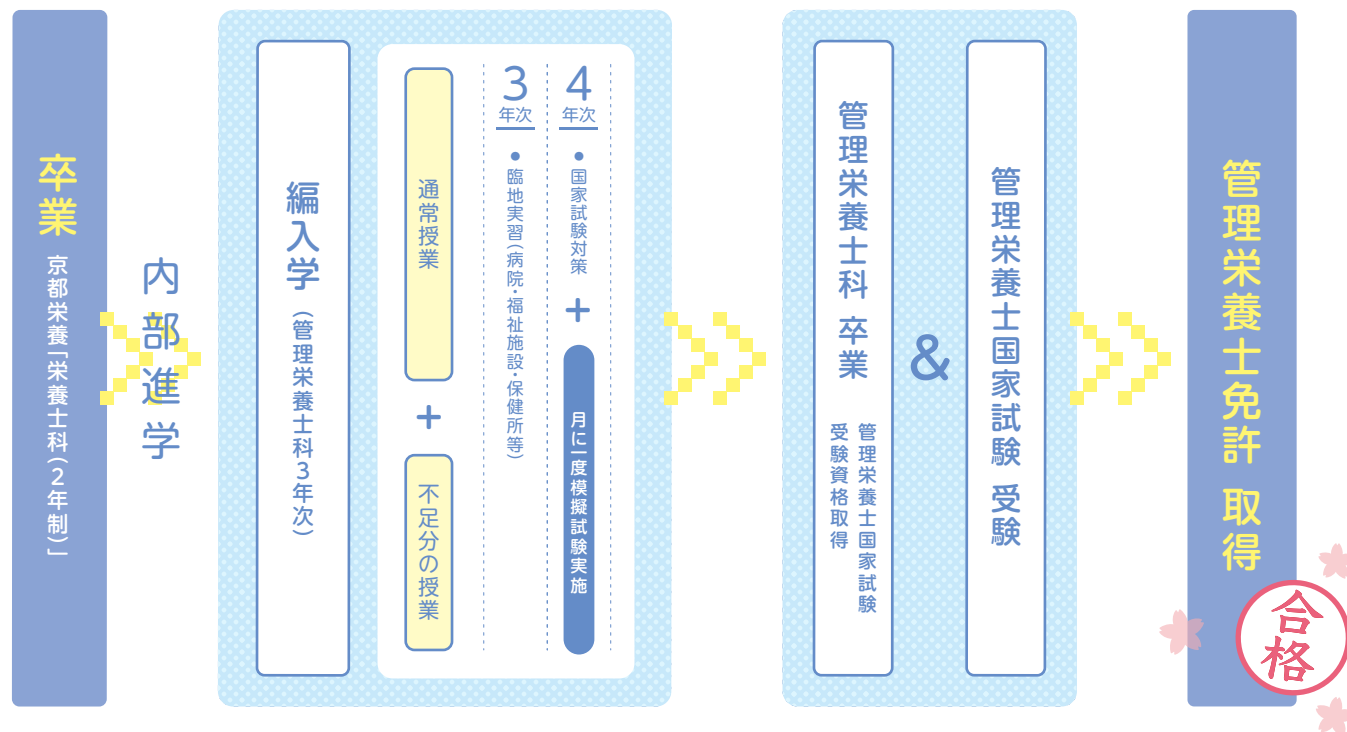 卒業 京都栄養「栄養士科(2年制)」
内部進学
編入学(管理栄養士科3年次)
通常授業
+
不足分の授業
3年次
●臨地実習(病院・福祉施設・保健所等)
4年次
●国家試験対策
+
月に一度模擬試験実施
管理栄養士科 卒業
管理栄養士国家試験
受験資格取得
&
管理栄養士国家試験 受験
管理栄養士免許 取得
合格